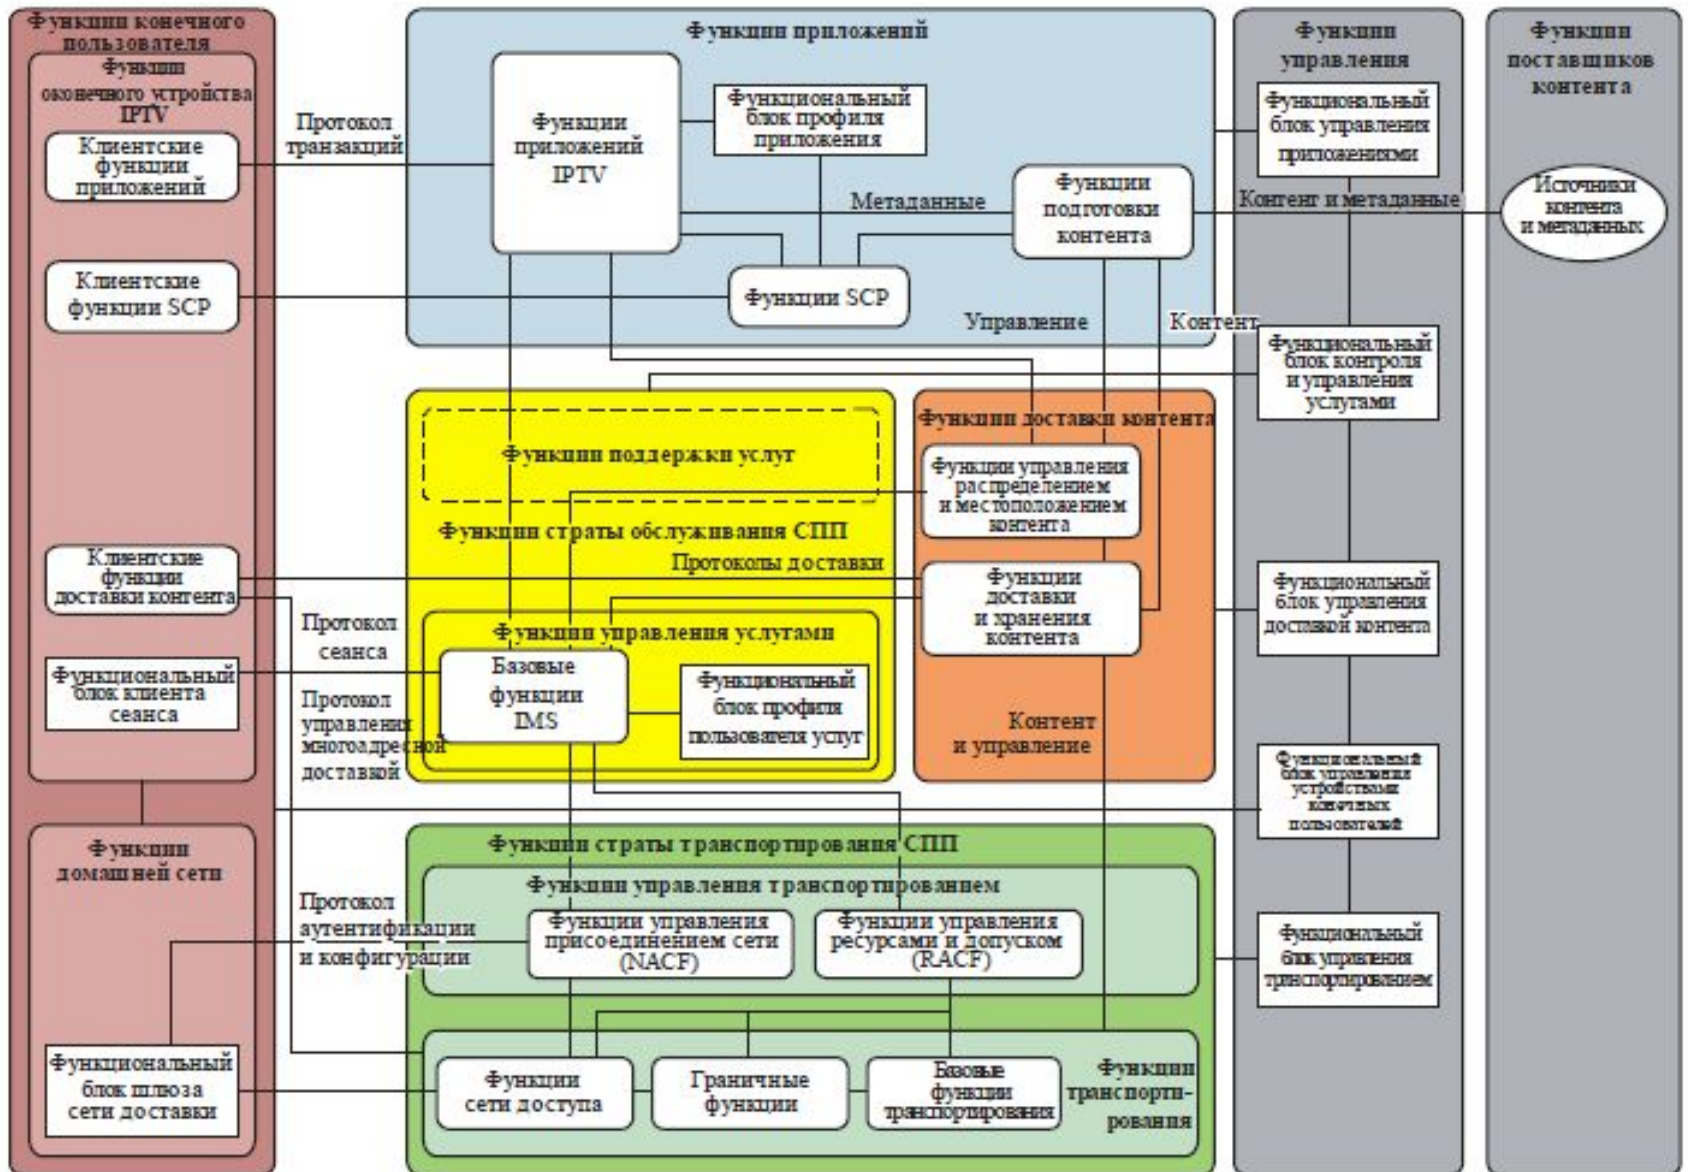 Функции конечного
пользователя
Функции
оконечного устройства
IPTV
Клиентские
функции
приложений
Клиентские
функции SCP
Клиентские
функции
доставки контента
Функциональный
блок клиента
сеанса
Функции
домашней сети
Функциональный
блок шлюза
сети доставки
Протокол
транзакций
Протокол
сеанса
Протокол
управления
многоадресной
доставкой
Протокол
аутентификации
и конфигурации
Функции приложений
Функции
приложений
IPTV
Функциональный
блок профиля
приложения
Метаданные
Функции
подготовки
контента
Функции SCP
Управление
Контент
Функции поддержки услуг
Функции страты обслуживания СПП
Протоколы доставки
Функции управления услугами
Базовые
функции
IMS
Функциональный
блок профиля
пользователя услуг
Функции доставки контента
Функции управления
распределением
и местоположением
контента
Функции
доставки
и хранения
контента
Контент
и управление
Функции страты транспортирования СПП
Функции управления транспортированием
Функции управления
присоединением сети
(NACF)
Функции управления
ресурсами и допуском
(RACF)
Функции
сети доступа
Граничные
функции
Базовые
функции
транспортирования
Функции
транспорти-
рования
Функции
управления
Функциональный
блок управления
приложениями
Контент и метаданные
Функциональный
блок контроля
и управления
услугами
Функциональный
блок управления
доставкой контента
Функциональный
блок управления
устройствами
конечных
пользователей
Функциональный
блок управления
транспортированием
Функции
поставщиков
контента
Источники
контента
и метаданных